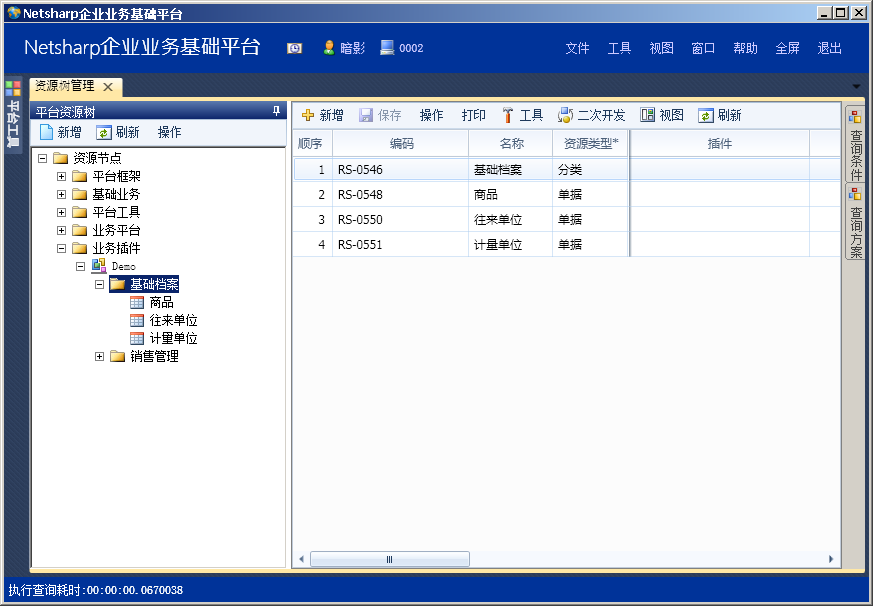 Netsharp企业业务基础平台
Netsharp企业业务基础平台 暗影 0002 文件 工具 视图 窗口 帮助 全屏 退出
平台工具
资源树管理
平台资源树
新增 刷新 操作
资源节点
平台框架
基础业务
平台工具
业务平台
业务插件
Demo
基础档案
商品
往来单位
计量单位
销售管理
新增 保存 操作 打印 工具 二次开发 视图 刷新
顺序 编码 名称 资源类型* 插件
1 RS-0546 基础档案 分类
2 RS-0548 商品 单据
3 RS-0550 往来单位 单据
4 RS-0551 计量单位 单据
查询条件
查询方案
执行查询耗时:00:00:00.0670038